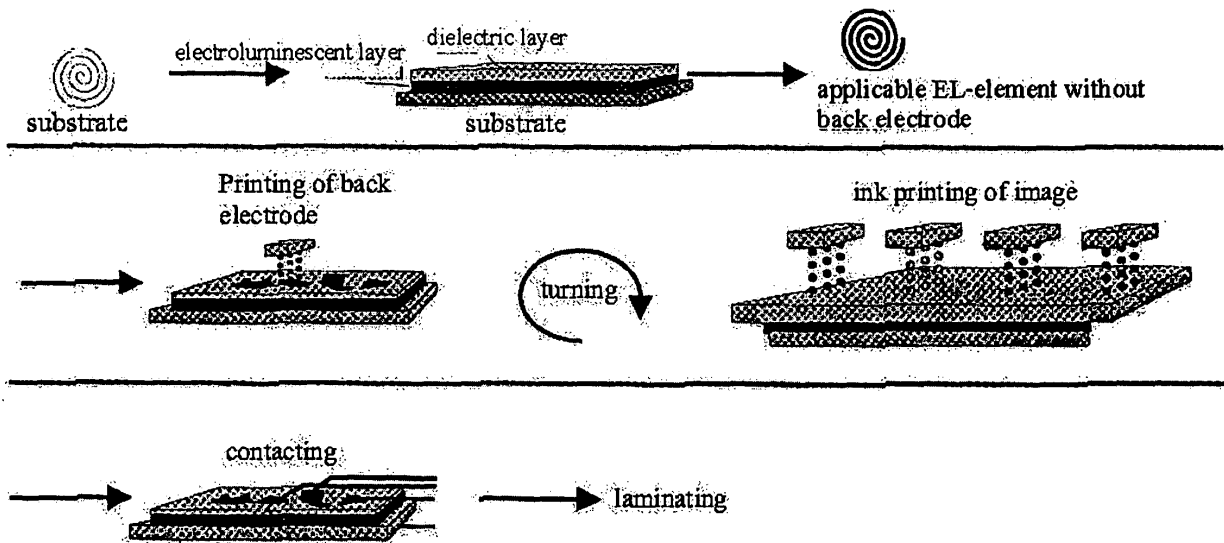 electroluminescent layer
dielectric layer
substrate
substrate
applicable EL-element without
back electrode
Printing of back
electrode
turning
ink printing of image
contacting
laminating